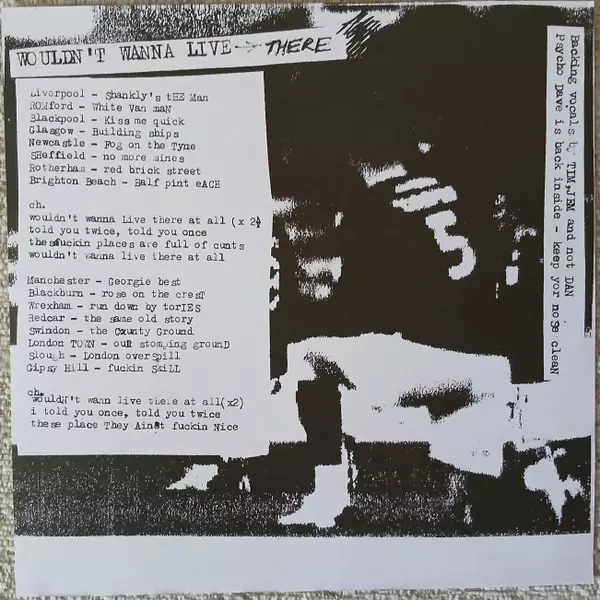 WOULDN'T WANNA LIVE → THERE
Liverpool - Shankly's tHE Man
ROMford - White Van maN
Blackpool - Kiss me quick
Glasgow - Building ships
Newcastle - Fog on the Tyne
SHeffield - no more mines
Rotherham - red brick street
Brighton Beach - Half pint eACH
ch.
wouldn't wanna Live there at all (x 2)
told you twice, told you once
the fuckin places are full of cunts
wouldn't wanna live there at all
Manchester - Georgie best
Blackburn - rose on the cresT
Wrexham - run down by torIES
Redcar - the same old story
Swindon - the County Ground
London TOWN - ouR stomping grounD
Slough - London overspill
Gipsy Hill - fuckin SkiLL
ch.
wouldN't wann live there at all(x2)
i told you once, told you twice
these place They Ain't fuckin Nice
Backing vocals by TIM,JEM and not DAN
Psycho Dave is back inside - keep yor nose cleaN